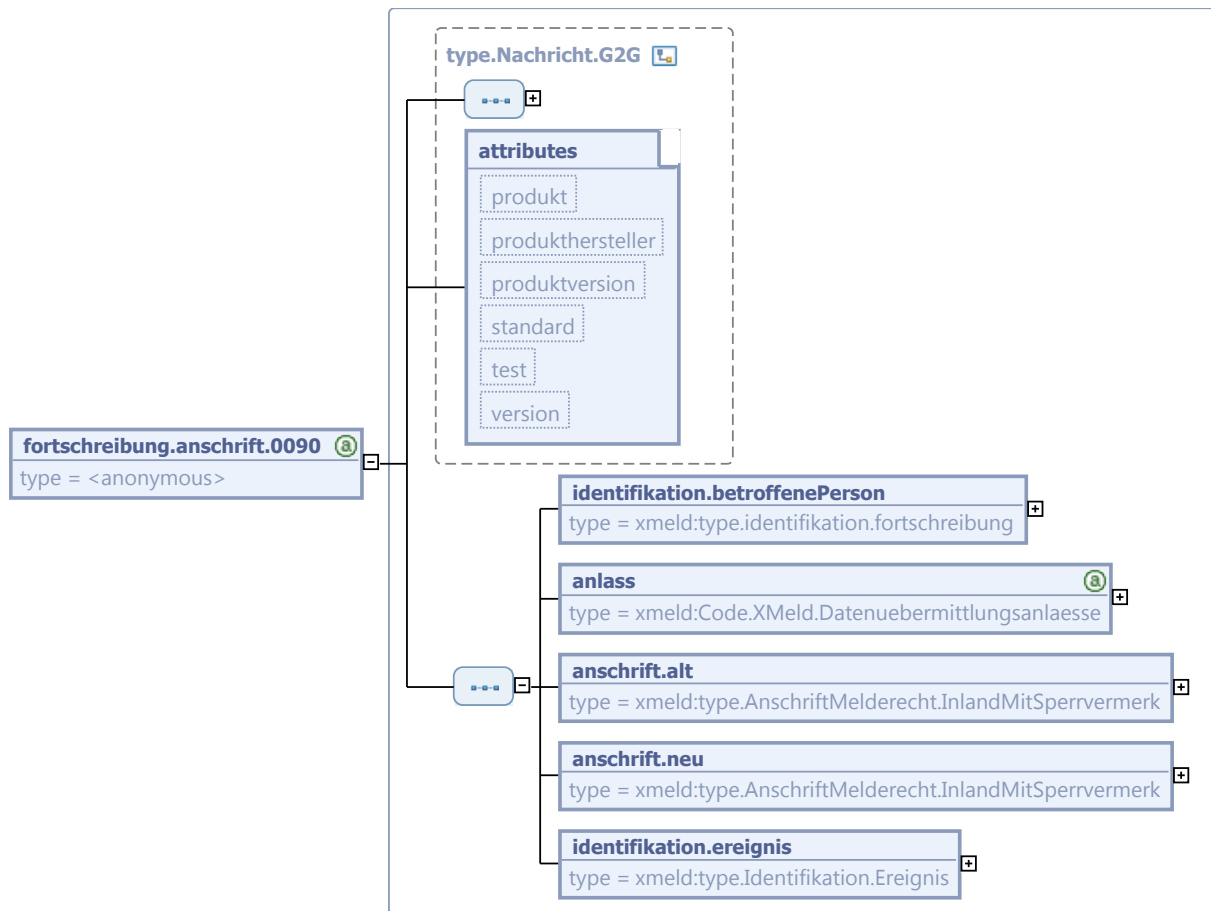 type.Nachricht.G2G
attributes
produkt
produkthersteller
produktversion
standard
test
version
fortschreibung.anschrift.0090 a
type = <anonymous>
identifikation.betroffenePerson
type = xmeld:type.identifikation.fortschreibung
anlass a
type = xmeld:Code.XMeld.Datenuebermittlungsanlaesse
anschrift.alt
type = xmeld:type.AnschriftMelderecht.InlandMitSperrvermerk
anschrift.neu
type = xmeld:type.AnschriftMelderecht.InlandMitSperrvermerk
identifikation.ereignis
type = xmeld:type.Identifikation.Ereignis